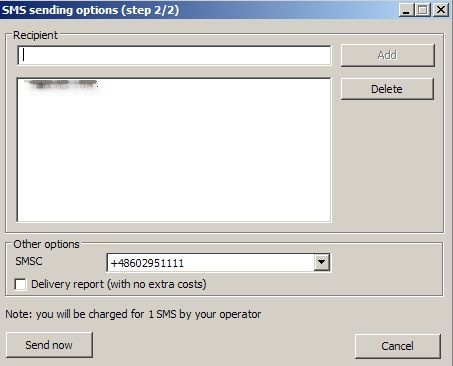 SMS sending options (step 2/2)
Recipient
Add
Delete
Other options
SMSC
+48602951111
Delivery report (with no extra costs)
Note: you will be charged for 1 SMS by your operator
Send now
Cancel